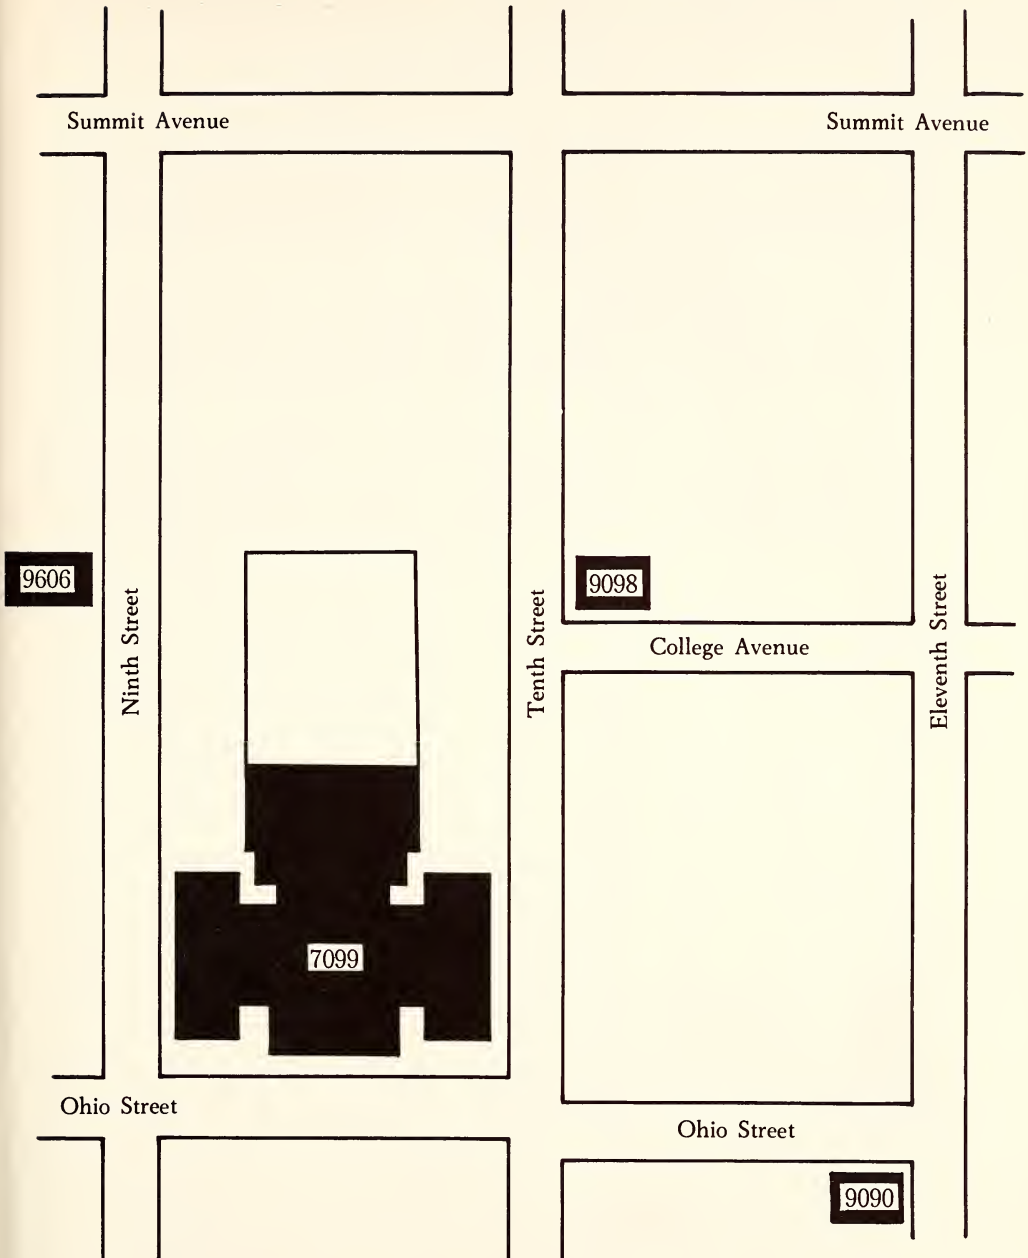 Summit Avenue
Summit Avenue
9606
9098
Ninth Street
Tenth Street
College Avenue
Eleventh Street
7099
Ohio Street
Ohio Street
9090